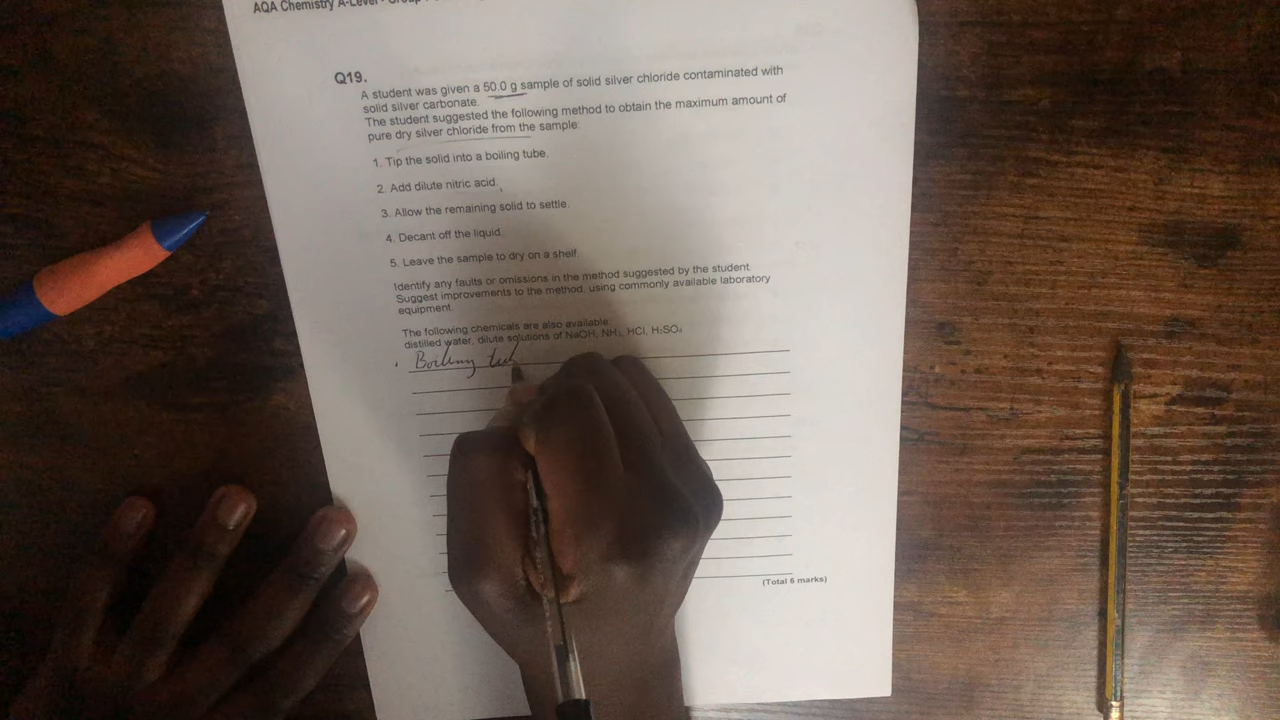 AQA Chemistry A-Level
Q19.
A student was given a 50.0 g sample of solid silver chloride contaminated with
solid silver carbonate.
The student suggested the following method to obtain the maximum amount of
pure dry silver chloride from the sample:
1. Tip the solid into a boiling tube.
2. Add dilute nitric acid.
3. Allow the remaining solid to settle.
4. Decant off the liquid
5. Leave the sample to dry on a shelf.
Identify any faults or omissions in the method suggested by the student
Suggest improvements to the method, using commonly available laboratory
equipment.
The following chemicals are also available:
distilled water, dilute solutions of NaOH, NH₃, HCl, H₂SO₄
Boiling tub
(Total 6 marks)